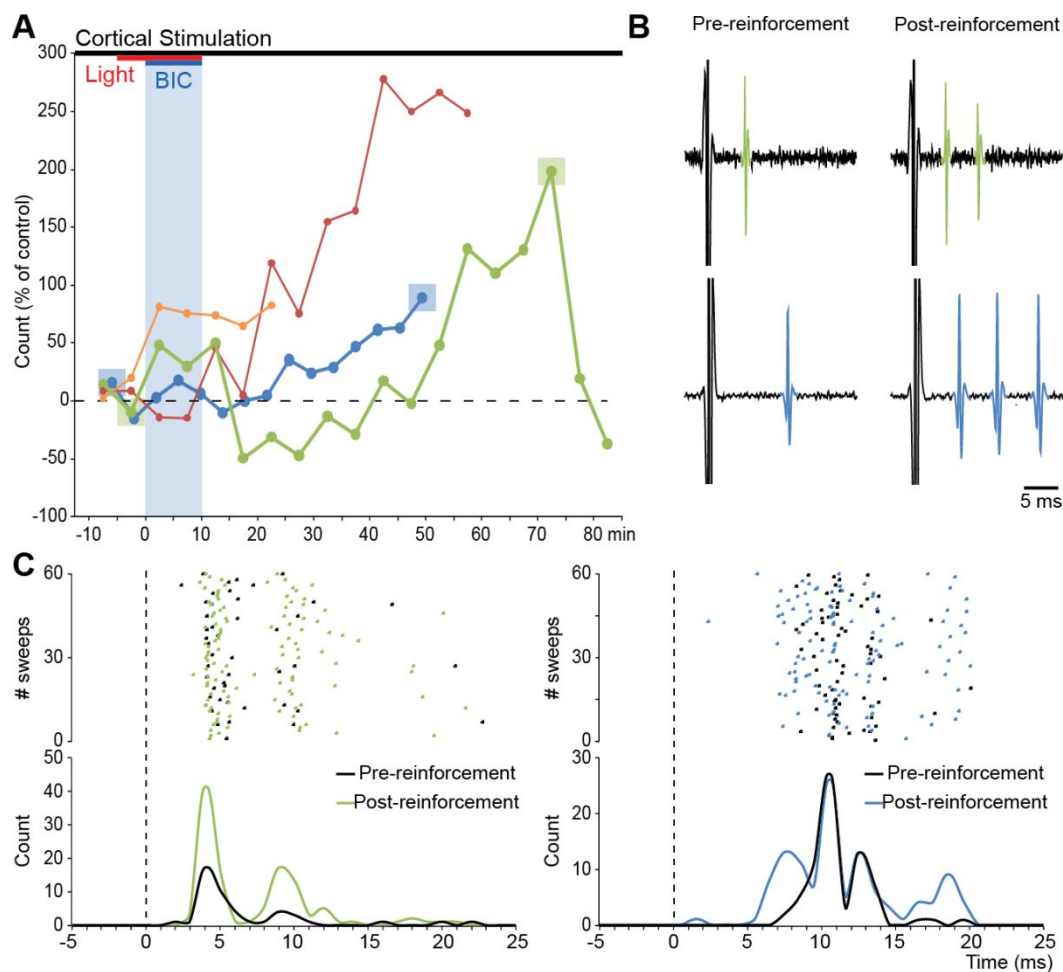 A
Cortical Stimulation
300
250
200
150
100
50
0
-50
-100
Count (% of control)
Light
BIC
-10 0 10 20 30 40 50 60 70 80 min
B
Pre-reinforcement Post-reinforcement
5 ms
C
60
30
0
# sweeps
50
40
30
20
10
0
Count
Pre-reinforcement
Post-reinforcement
-5 0 5 10 15 20 25
60
30
0
# sweeps
30
20
10
0
Count
Pre-reinforcement
Post-reinforcement
-5 0 5 10 15 20 25
Time (ms)